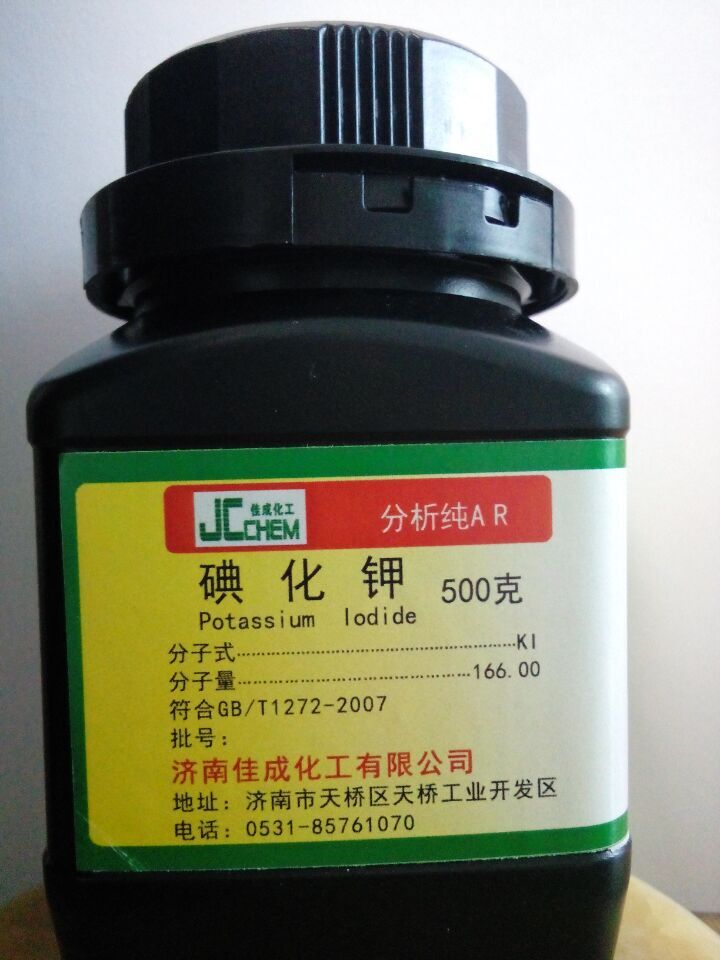 佳成化工
JCCHEM
分析纯AR
碘化钾 500克
Potassium Iodide
分子式……………………………………………KI
分子量……………………………………166.00
符合GB/T1272-2007
批号：
济南佳成化工有限公司
地址：济南市天桥区天桥工业开发区
电话：0531-85761070